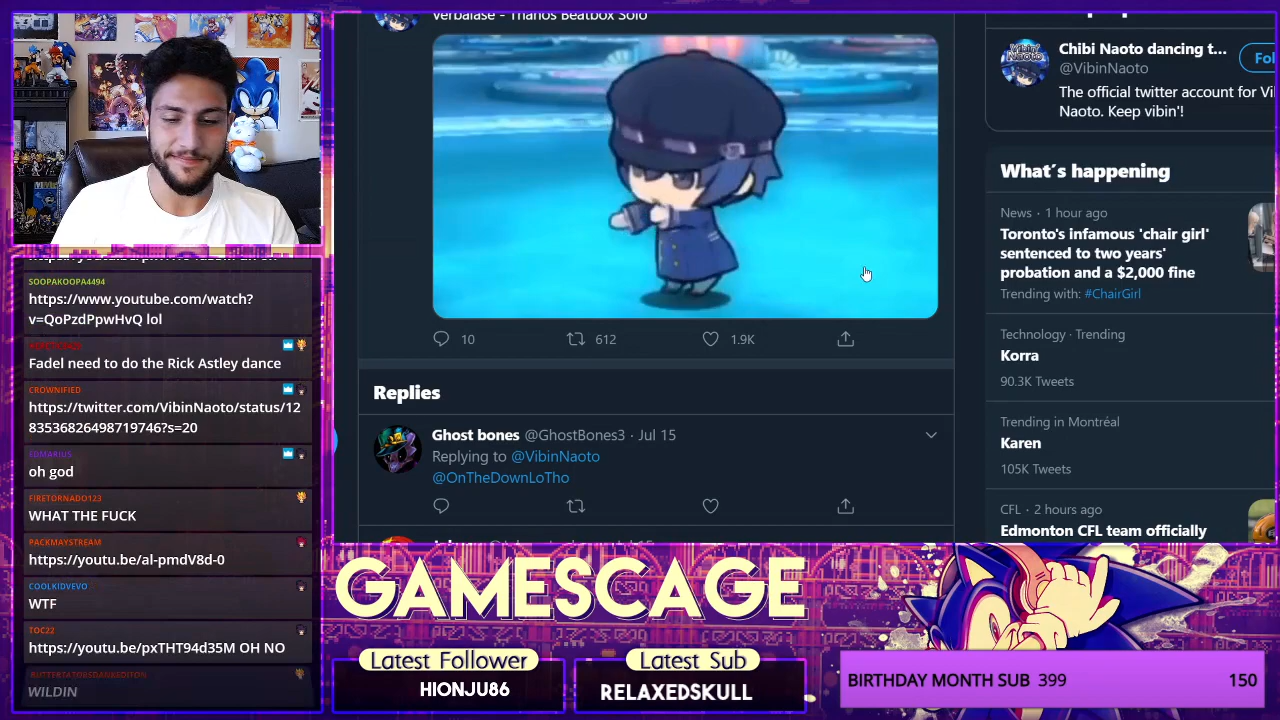 Verbalase - Thanos Beatbox Solo
10
612
1.9K
Replies
Ghost bones @GhostBones3 · Jul 15
Replying to @VibinNaoto
@OnTheDownLoTho
Chibi Naoto dancing t...
@VibinNaoto
Fol
The official twitter account for Vi
Naoto. Keep vibin'!
What's happening
News · 1 hour ago
Toronto's infamous 'chair girl'
sentenced to two years'
probation and a $2,000 fine
Trending with: #ChairGirl
Technology · Trending
Korra
90.3K Tweets
Trending in Montréal
Karen
105K Tweets
CFL · 2 hours ago
Edmonton CFL team officially
SOOPAKOOPA4494
https://www.youtube.com/watch?
v=QoPzdPpwHvQ lol
Fadel need to do the Rick Astley dance
CROWNIFIED
https://twitter.com/VibinNaoto/status/12
83536826498719746?s=20
EDMARIUS
oh god
FIRETORNADO123
WHAT THE FUCK
PACKMAYSTREAM
https://youtu.be/al-pmdV8d-0
COOLKIDVEVO
WTF
TOC22
https://youtu.be/pxTHT94d35M OH NO
WILDIN
GAMESCAGE
Latest Follower
HIONJU86
Latest Sub
RELAXEDSKULL
BIRTHDAY MONTH SUB 399 150